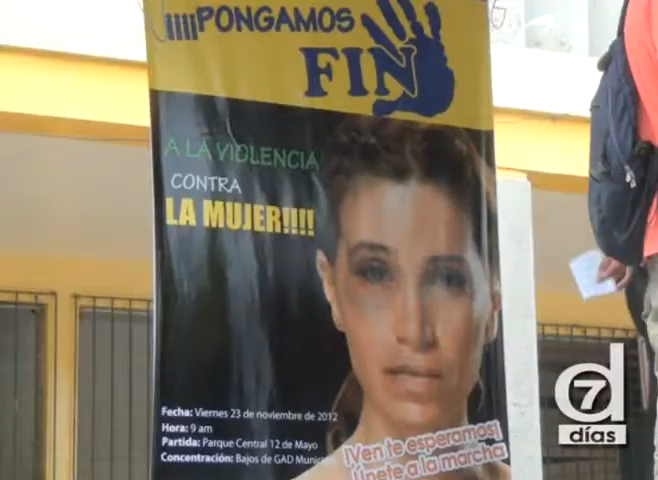 ¡¡¡¡PONGAMOS
FIN
A LA VIOLENCIA
CONTRA
LA MUJER!!!!
Fecha: Viernes 23 de noviembre de 2012
Hora: 9 am
Partida: Parque Central 12 de Mayo
Concentración: Bajos de GAD
¡Ven te esperamos¡
Únete a la marcha
d
7
días